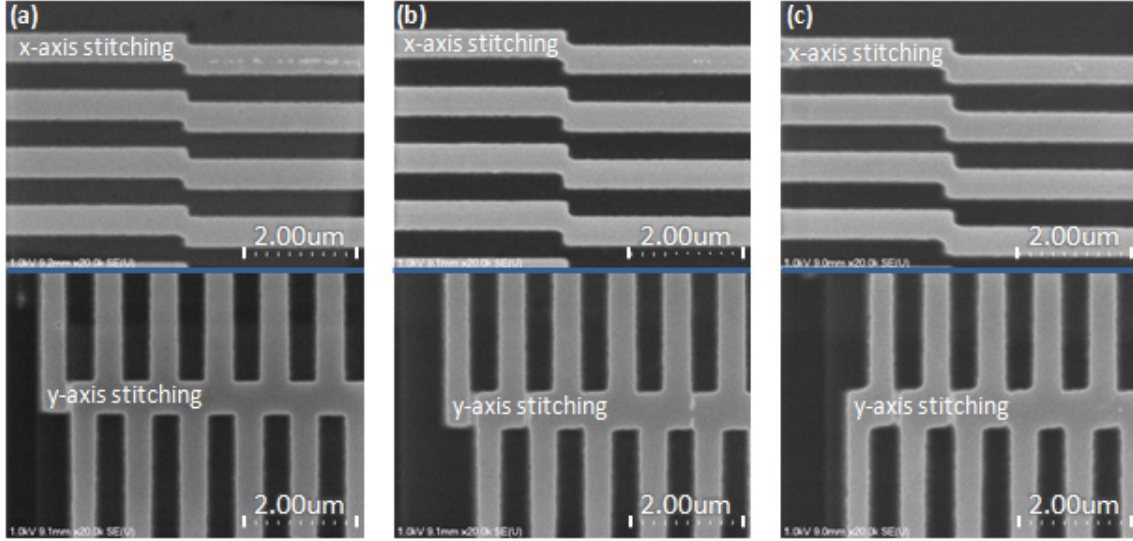 (a)
x-axis stitching
2.00um
1.0kV 9.2mm x20.0k SE(U)
y-axis stitching
2.00um
1.0kV 9.1mm x20.0k SE(U)
(b)
x-axis stitching
2.00um
1.0kV 9.1mm x20.0k SE(U)
y-axis stitching
2.00um
1.0kV 9.1mm x20.0k SE(U)
(c)
x-axis stitching
2.00um
1.0kV 9.0mm x20.0k SE(U)
y-axis stitching
2.00um
1.0kV 9.0mm x20.0k SE(U)